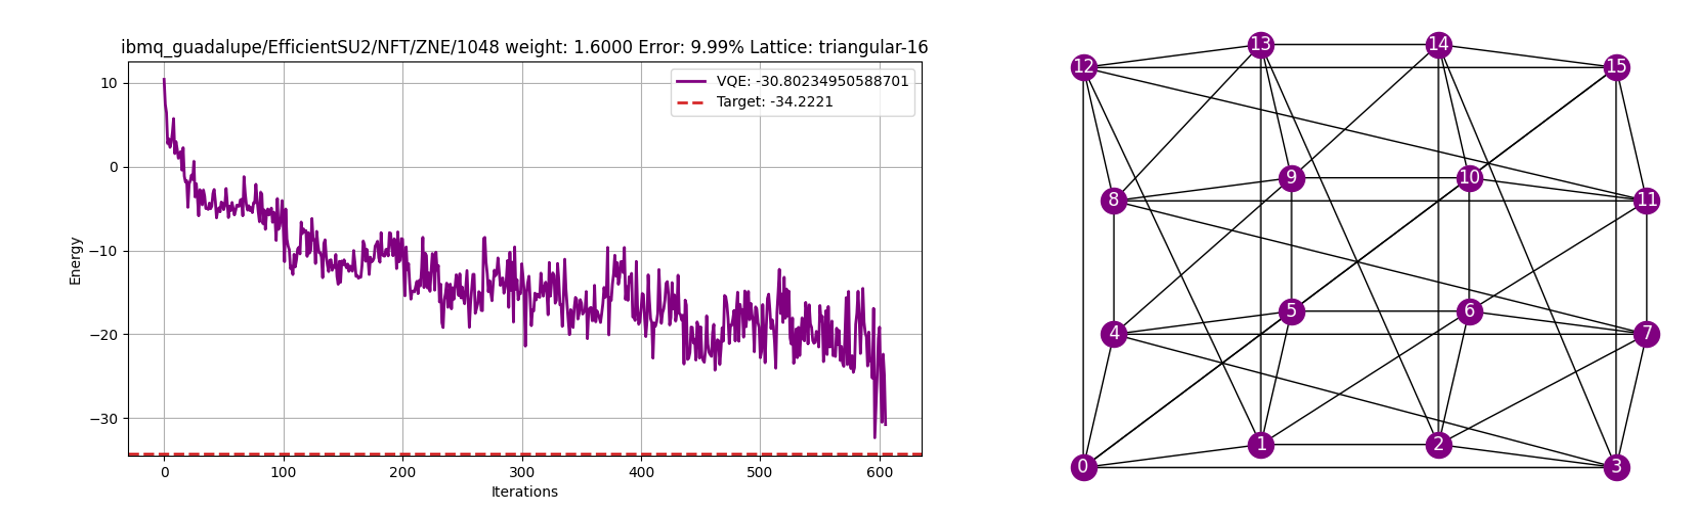 ibmq_guadalupe/EfficientSU2/NFT/ZNE/1048 weight: 1.6000 Error: 9.99% Lattice: triangular-16
VQE: -30.80234950588701
Target: -34.2221
10
0
−10
−20
−30
Energy
0 100 200 300 400 500 600
Iterations
13 14
12 15
9 10
8 11
5 6
4 7
1 2
0 3